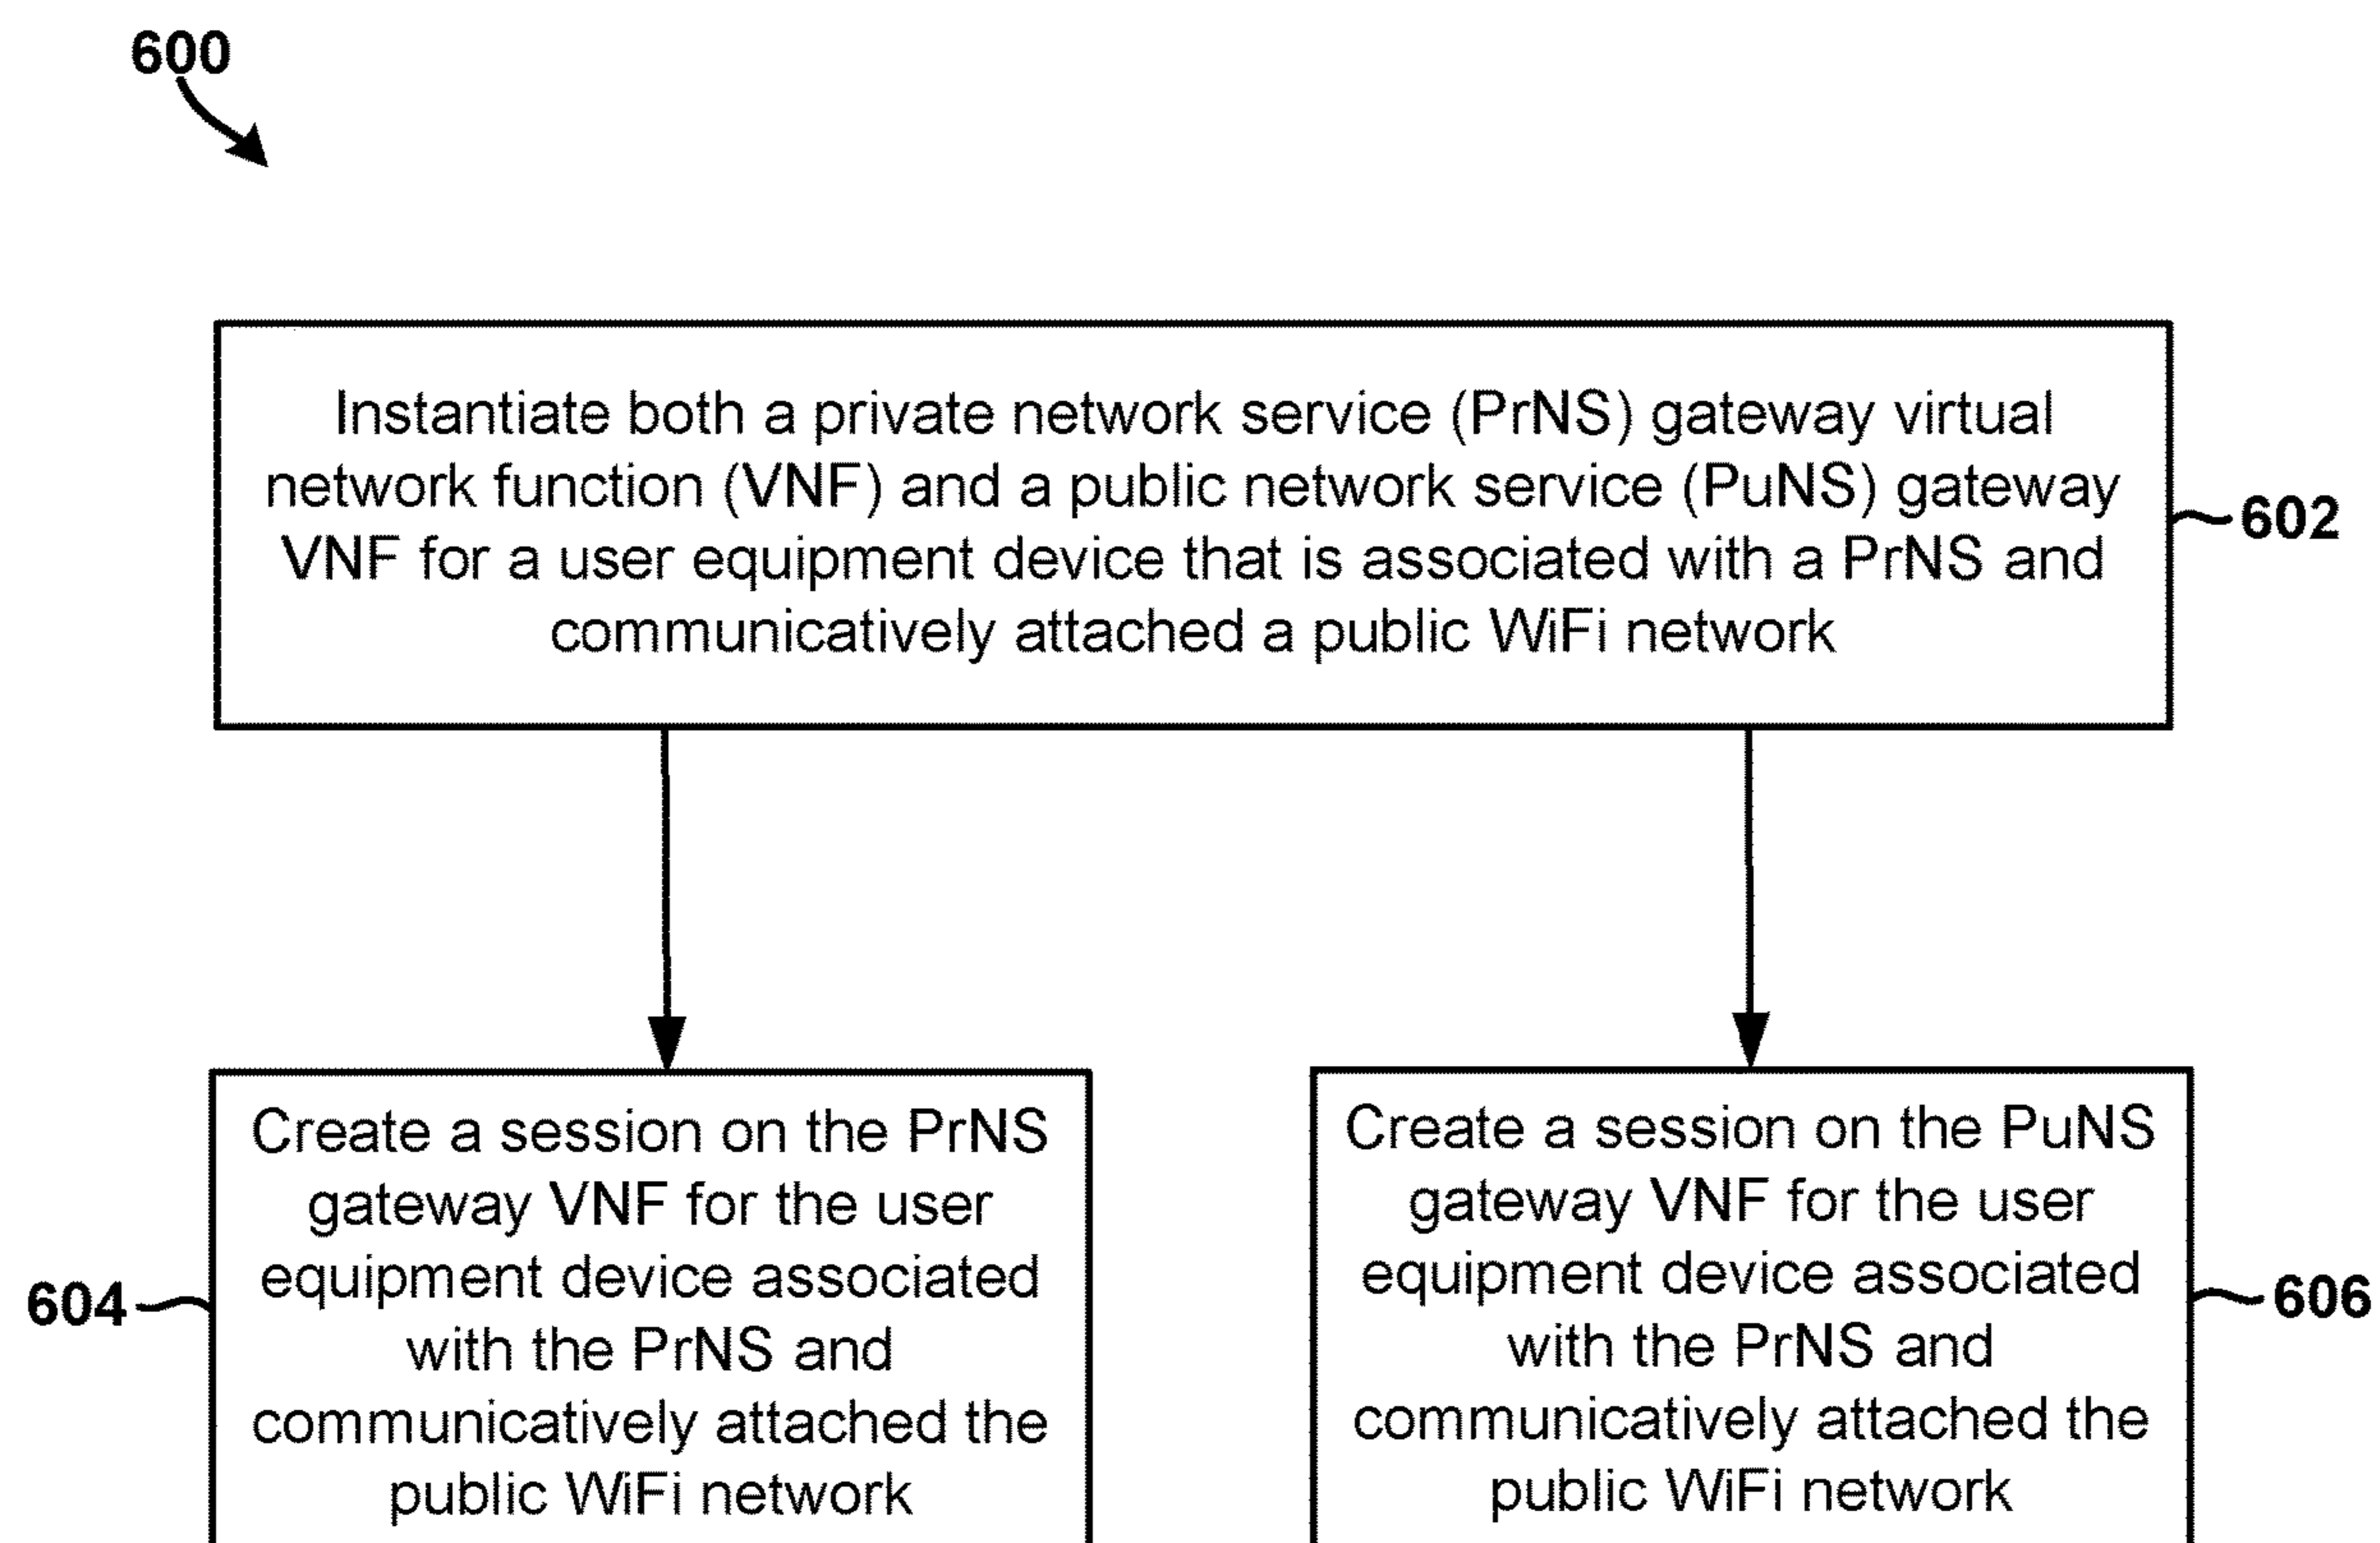 600
Instantiate both a private network service (PrNS) gateway virtual
network function (VNF) and a public network service (PuNS) gateway
VNF for a user equipment device that is associated with a PrNS and
communicatively attached a public WiFi network
602
Create a session on the PrNS
gateway VNF for the user
equipment device associated
with the PrNS and
communicatively attached the
public WiFi network
604
Create a session on the PuNS
gateway VNF for the user
equipment device associated
with the PrNS and
communicatively attached the
public WiFi network
606